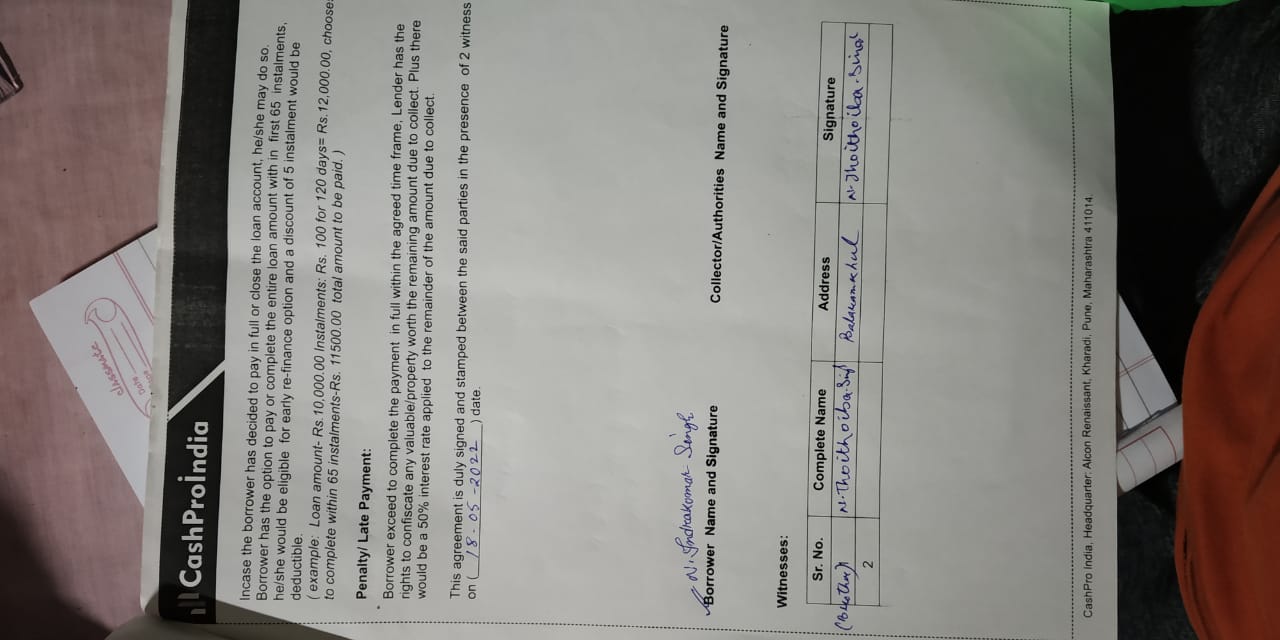 CashProIndia
Incase the borrower has decided to pay in full or close the loan account, he/she may do so.
Borrower has the option to pay or complete the entire loan amount with in first 65 instalments,
he/she would be eligible for early re-finance option and a discount of 5 instalment would be
deductible.
( example: Loan amount- Rs.10,000.00 Instalments: Rs. 100 for 120 days= Rs.12,000.00, choose
to complete within 65 instalments-Rs. 11500.00 total amount to be paid. )
Penalty/ Late Payment:
Borrower exceed to complete the payment in full within the agreed time frame, Lender has the
rights to confiscate any valuable/property worth the remaining amount due to collect. Plus there
would be a 50% interest rate applied to the remainder of the amount due to collect.
This agreement is duly signed and stamped between the said parties in the presence of 2 witness
on ( 18-05-2022 ) date.
N. Indrakumar Singh
Borrower Name and Signature Collector/Authorities Name and Signature
Witnesses:
Sr. No. Complete Name Address Signature
(Brother) N. Thoithoiba Singh N. Thoithoiba Singh
2
CashPro India, Headquarter: Alcon Renaissant, Kharadi, Pune, Maharashtra 411014.
classmate
Date